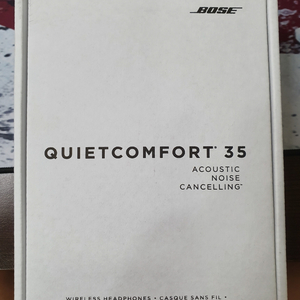 BOSE
QUIETCOMFORT® 35
ACOUSTIC
NOISE
CANCELLING®
WIRELESS HEADPHONES • CASQUE SANS FIL •